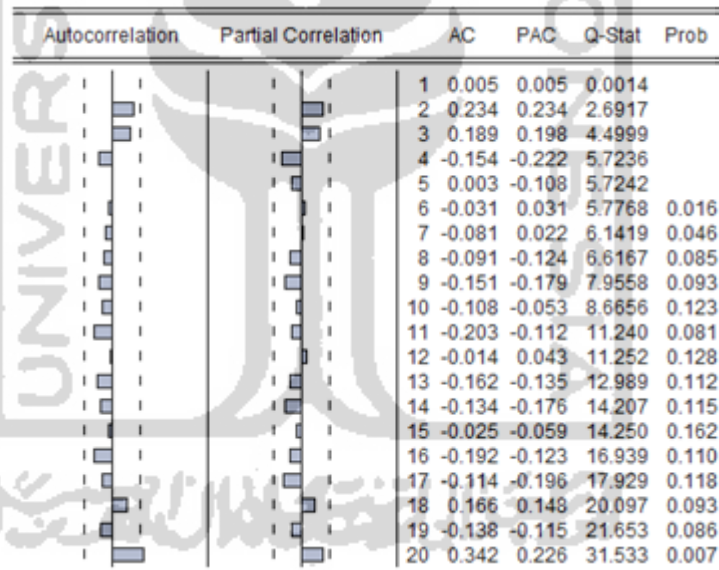 Autocorrelation Partial Correlation AC PAC Q-Stat Prob
1 0.005 0.005 0.0014
2 0.234 0.234 2.6917
3 0.189 0.198 4.4999
4 -0.154 -0.222 5.7236
5 0.003 -0.108 5.7242
6 -0.031 0.031 5.7768 0.016
7 -0.081 0.022 6.1419 0.046
8 -0.091 -0.124 6.6167 0.085
9 -0.151 -0.179 7.9558 0.093
10 -0.108 -0.053 8.6656 0.123
11 -0.203 -0.112 11.240 0.081
12 -0.014 0.043 11.252 0.128
13 -0.162 -0.135 12.989 0.112
14 -0.134 -0.176 14.207 0.115
15 -0.025 -0.059 14.250 0.162
16 -0.192 -0.123 16.939 0.110
17 -0.114 -0.196 17.929 0.118
18 0.166 0.148 20.097 0.093
19 -0.138 -0.115 21.653 0.086
20 0.342 0.226 31.533 0.007
UNIVERS
ONESIA